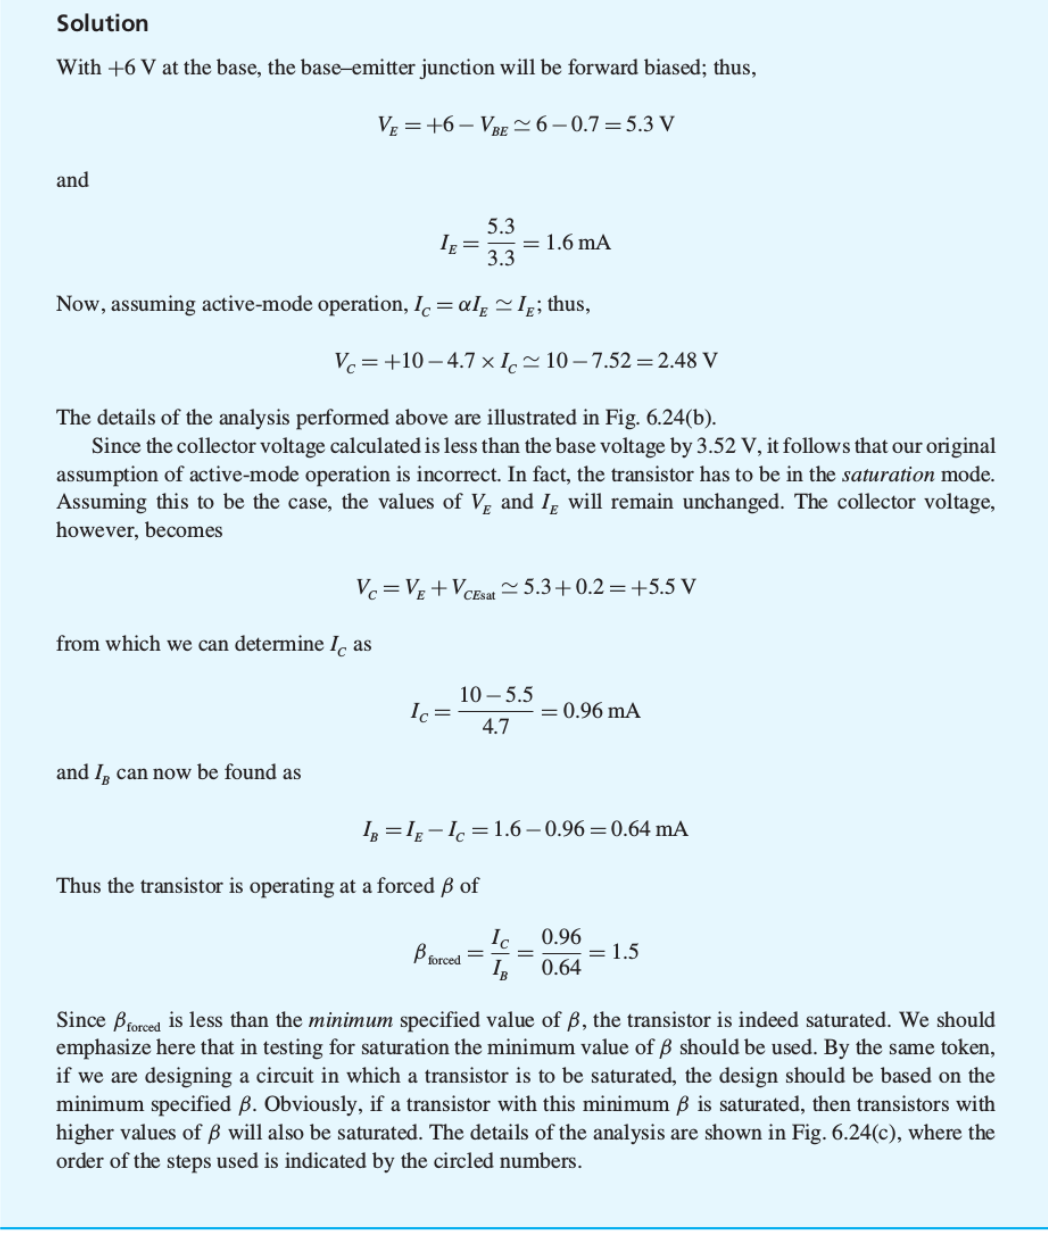 Solution
With +6 V at the base, the base–emitter junction will be forward biased; thus,
V_E = +6 − V_BE ≃ 6 − 0.7 = 5.3 V
and
I_E = 5.3/3.3 = 1.6 mA
Now, assuming active-mode operation, I_C = αI_E ≃ I_E; thus,
V_C = +10 − 4.7 × I_C ≃ 10 − 7.52 = 2.48 V
The details of the analysis performed above are illustrated in Fig. 6.24(b).
Since the collector voltage calculated is less than the base voltage by 3.52 V, it follows that our original
assumption of active-mode operation is incorrect. In fact, the transistor has to be in the saturation mode.
Assuming this to be the case, the values of V_E and I_E will remain unchanged. The collector voltage,
however, becomes
V_C = V_E + V_CEsat ≃ 5.3 + 0.2 = +5.5 V
from which we can determine I_C as
I_C = (10 − 5.5)/4.7 = 0.96 mA
and I_B can now be found as
I_B = I_E − I_C = 1.6 − 0.96 = 0.64 mA
Thus the transistor is operating at a forced β of
β_forced = I_C/I_B = 0.96/0.64 = 1.5
Since β_forced is less than the minimum specified value of β, the transistor is indeed saturated. We should
emphasize here that in testing for saturation the minimum value of β should be used. By the same token,
if we are designing a circuit in which a transistor is to be saturated, the design should be based on the
minimum specified β. Obviously, if a transistor with this minimum β is saturated, then transistors with
higher values of β will also be saturated. The details of the analysis are shown in Fig. 6.24(c), where the
order of the steps used is indicated by the circled numbers.